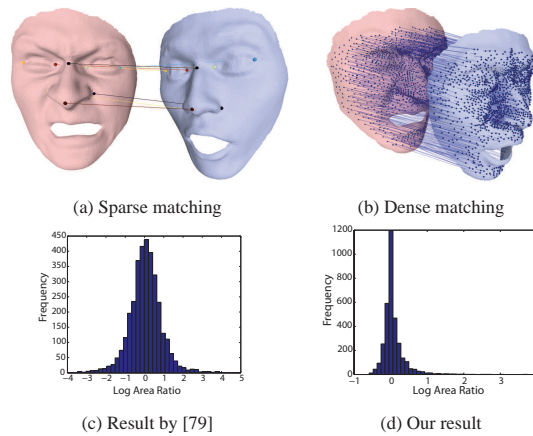 (a) Sparse matching
(b) Dense matching
450
400
350
300
250
200
150
100
50
0
Frequency
−4 −3 −2 −1 0 1 2 3 4 5
Log Area Ratio
1200
1000
800
600
400
200
0
Frequency
−1 0 1 2 3
Log Area Ratio
(c) Result by [79]
(d) Our result